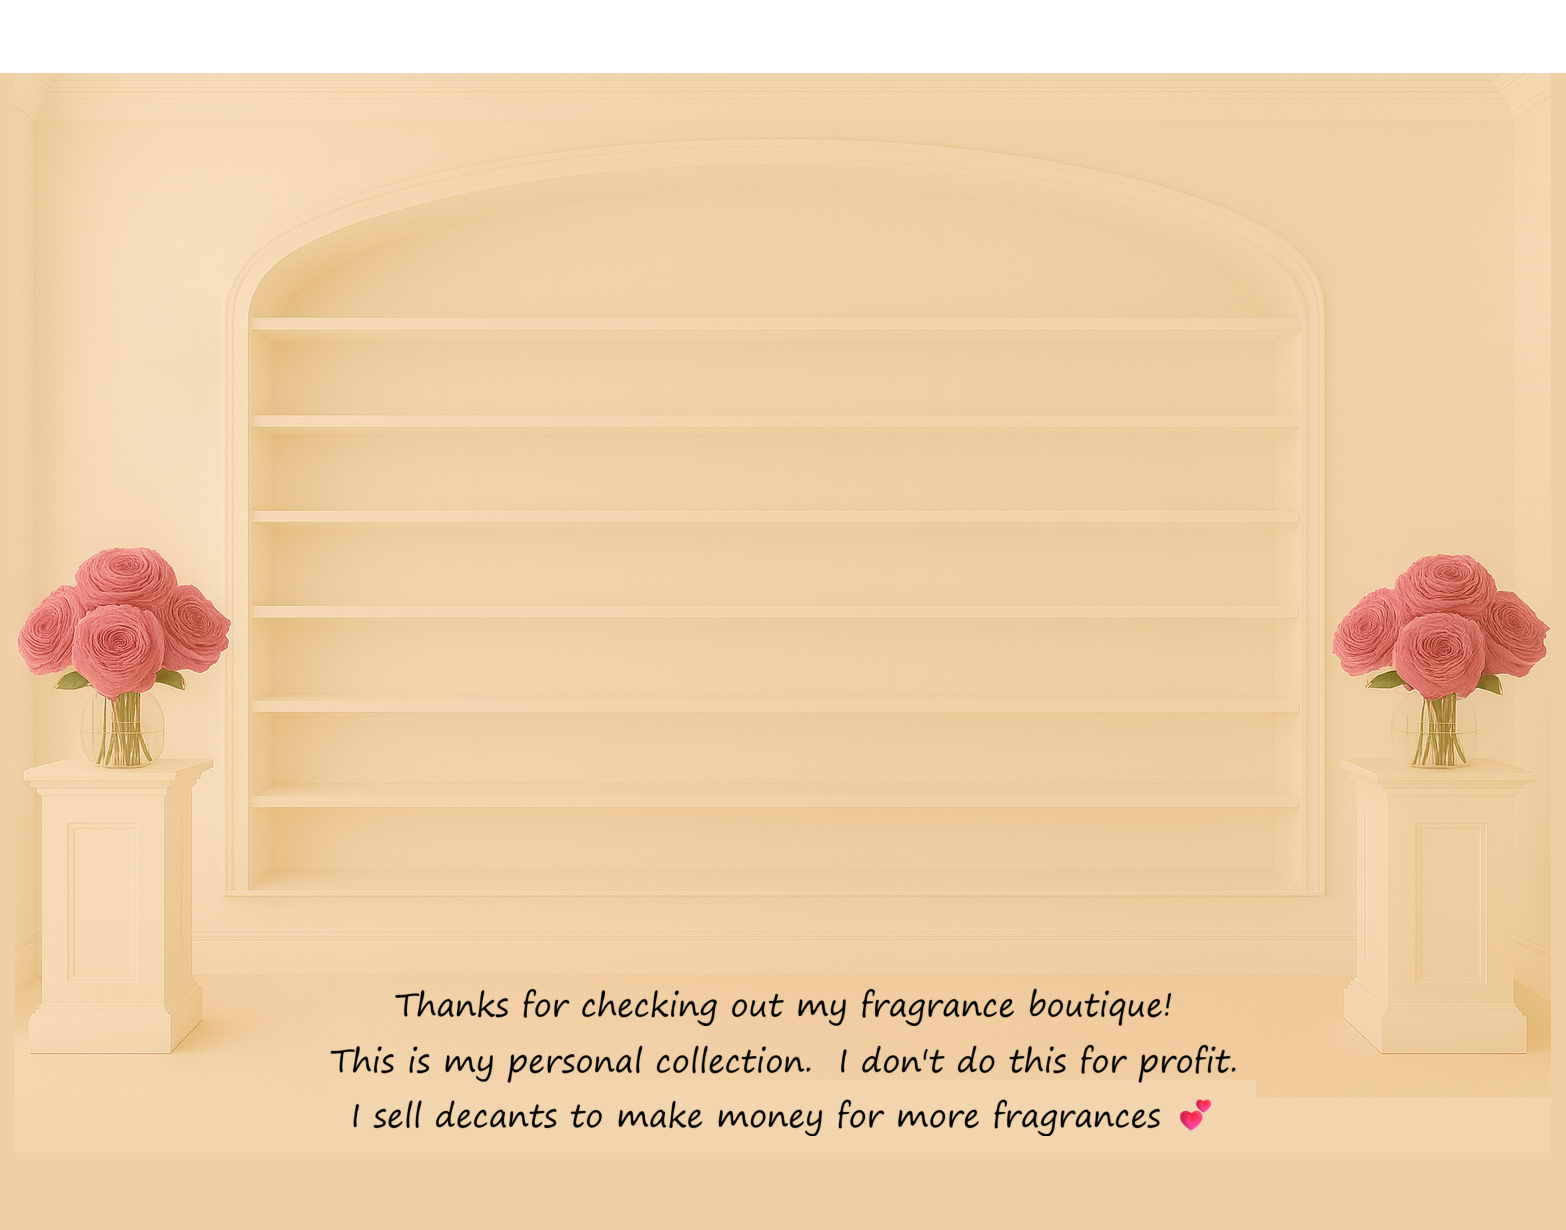 Thanks for checking out my fragrance boutique!
This is my personal collection.  I don't do this for profit.
I sell decants to make money for more fragrances 💕